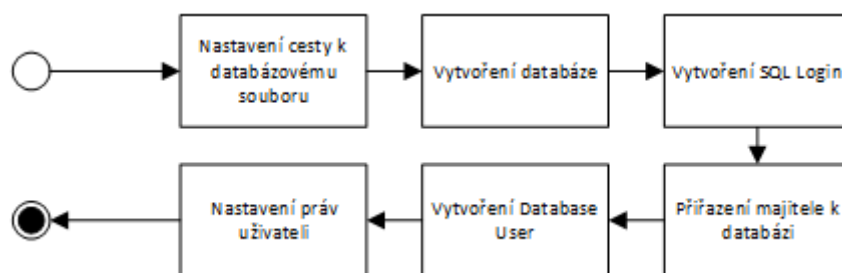 Nastavení cesty k
databázovému
souboru
Vytvoření databáze
Vytvoření SQL Login
Přiřazení majitele k
databázi
Vytvoření Database
User
Nastavení práv
uživateli